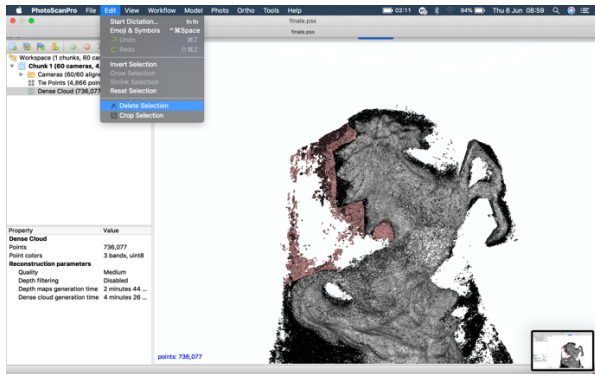 PhotoScanPro File Edit View Workflow Model Photo Ortho Tools Help 02:11 94% Thu 6 Jun 08:59
finale.psx
finale.psx
Start Dictation... fn fn
Emoji & Symbols ^⌘Space
Undo ⌘Z
Redo ⇧⌘Z
Invert Selection
Grow Selection
Shrink Selection
Reset Selection
Delete Selection
Crop Selection
Workspace (1 chunks, 60 ca
Chunk 1 (60 cameras, 4,
Cameras (60/60 aligne
Tie Points (4,866 poin
Dense Cloud (736,077
Property Value
Dense Cloud
Points 736,077
Point colors 3 bands, uint8
Reconstruction parameters
Quality Medium
Depth filtering Disabled
Depth maps generation time 2 minutes 44 ...
Dense cloud generation time 4 minutes 26 ...
points: 736,077